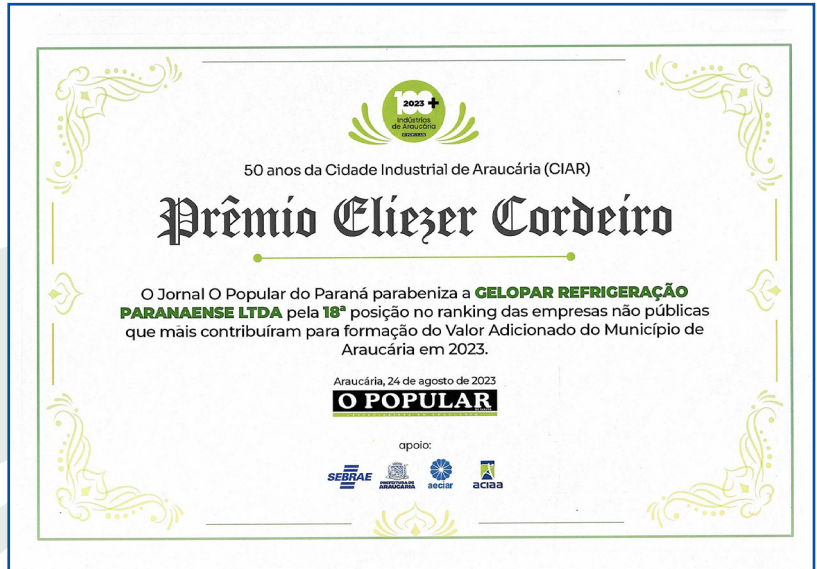 100
2023 +
Indústrias
de Araucária
O POPULAR
50 anos da Cidade Industrial de Araucária (CIAR)
Prêmio Eliezer Cordeiro
O Jornal O Popular do Paraná parabeniza a GELOPAR REFRIGERAÇÃO
PARANAENSE LTDA pela 18ª posição no ranking das empresas não públicas
que mais contribuíram para formação do Valor Adicionado do Município de
Araucária em 2023.
Araucária, 24 de agosto de 2023
O POPULAR
apoio:
SEBRAE
PREFEITURA DE
ARAUCÁRIA
aeciar
aciaa